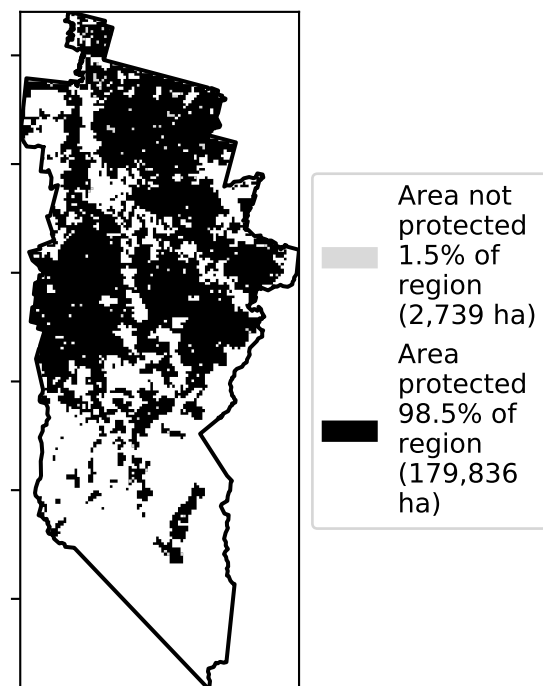 Area not
protected
1.5% of
region
(2,739 ha)
Area
protected
98.5% of
region
(179,836
ha)